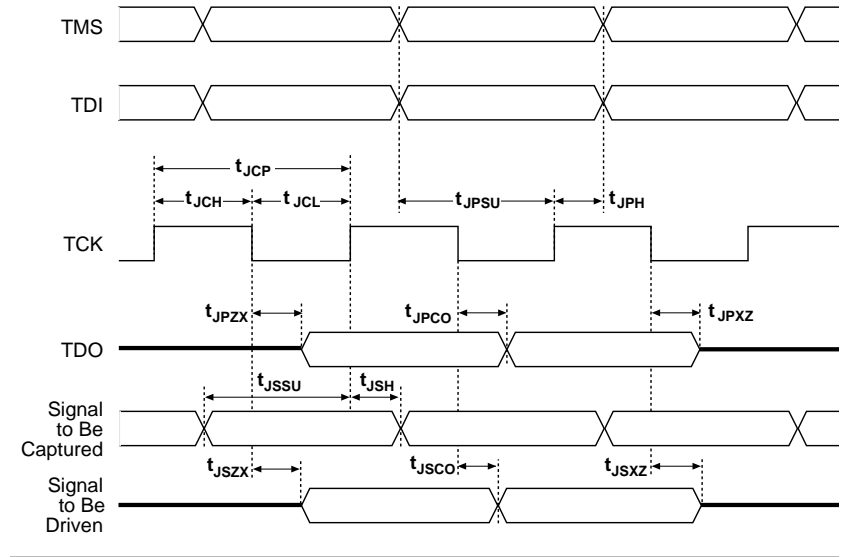 TMS
TDI
tJCP
tJCH tJCL tJPSU tJPH
TCK
tJPZX tJPCO tJPXZ
TDO
tJSSU tJSH
Signal
to Be
Captured
tJSZX tJSCO tJSXZ
Signal
to Be
Driven